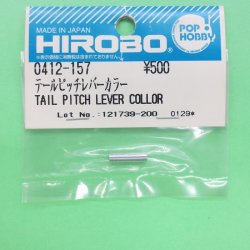 MADE IN JAPAN
HIROBO®
POP
HOBBY
0412-157 ¥500
テールピッチレバーカラー
TAIL PITCH LEVER COLLOR
Lot No.:121739-200 0129*